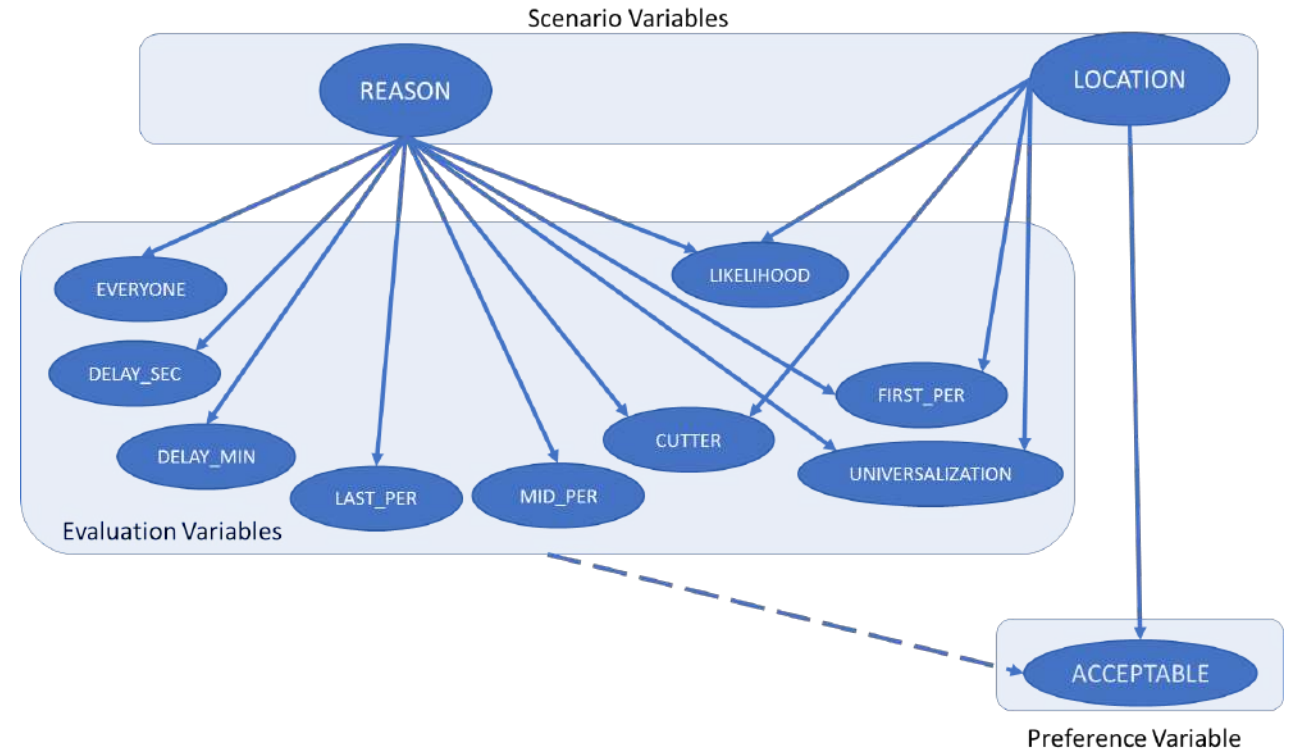 Scenario Variables
REASON
LOCATION
EVERYONE
LIKELIHOOD
DELAY_SEC
FIRST_PER
DELAY_MIN
CUTTER
UNIVERSALIZATION
LAST_PER
MID_PER
Evaluation Variables
ACCEPTABLE
Preference Variable